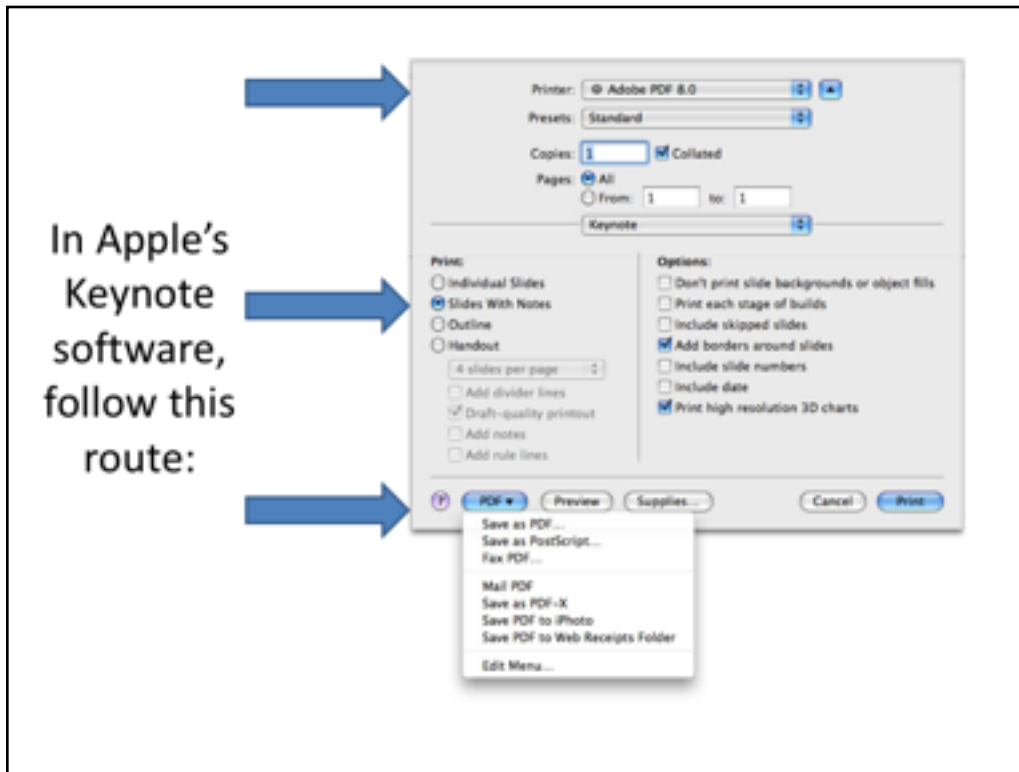 In Apple’s
Keynote
software,
follow this
route:
Printer: Adobe PDF 8.0
Presets: Standard
Copies: 1 Collated
Pages: All
From: 1 to: 1
Keynote
Print:
Individual Slides
Slides With Notes
Outline
Handout
4 slides per page
Add divider lines
Draft-quality printout
Add notes
Add rule lines
Options:
Don't print slide backgrounds or object fills
Print each stage of builds
Include skipped slides
Add borders around slides
Include slide numbers
Include date
Print high resolution 3D charts
P PDF Preview Supplies... Cancel Print
Save as PDF...
Save as PostScript...
Fax PDF...
Mail PDF
Save as PDF-X
Save PDF to iPhoto
Save PDF to Web Receipts Folder
Edit Menu...